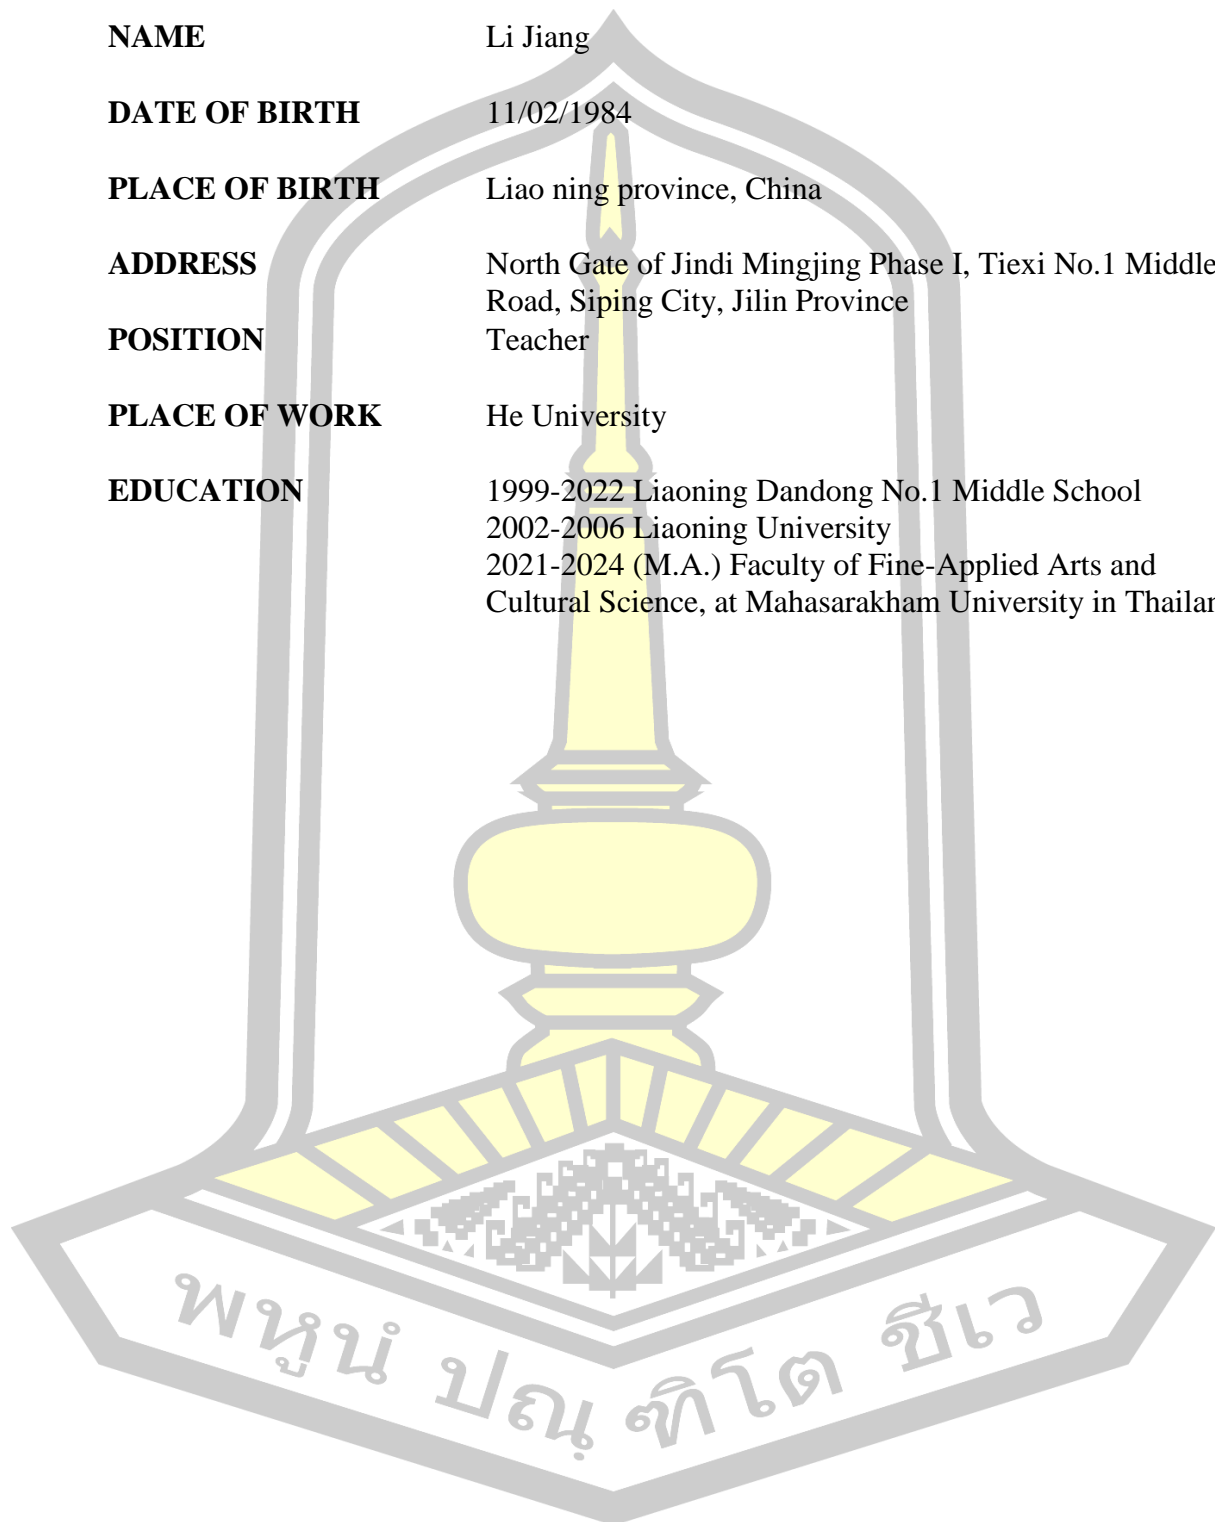 NAME Li Jiang
DATE OF BIRTH 11/02/1984
PLACE OF BIRTH Liao ning province, China
ADDRESS North Gate of Jindi Mingjing Phase I, Tiexi No.1 Middle
Road, Siping City, Jilin Province
POSITION Teacher
PLACE OF WORK He University
EDUCATION 1999-2022 Liaoning Dandong No.1 Middle School
2002-2006 Liaoning University
2021-2024 (M.A.) Faculty of Fine-Applied Arts and
Cultural Science, at Mahasarakham University in
พหูนํ ปณฺฑิโต ชีเว